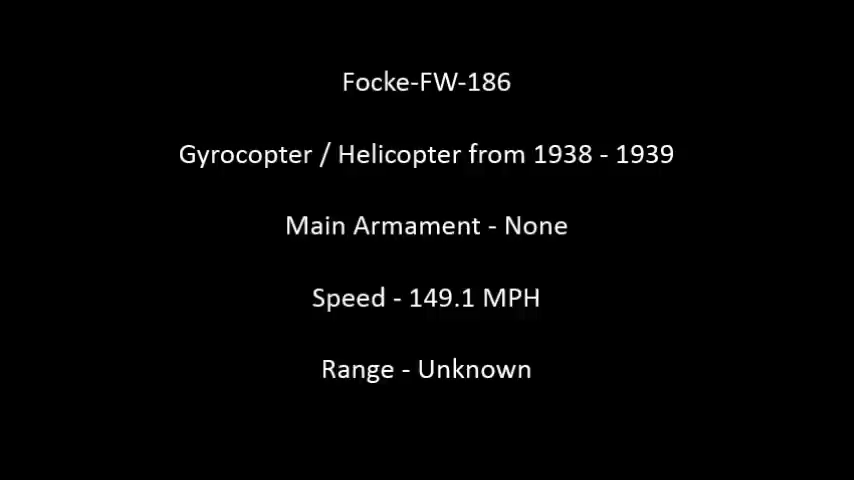 Focke-FW-186
Gyrocopter / Helicopter from 1938 - 1939
Main Armament - None
Speed - 149.1 MPH
Range - Unknown